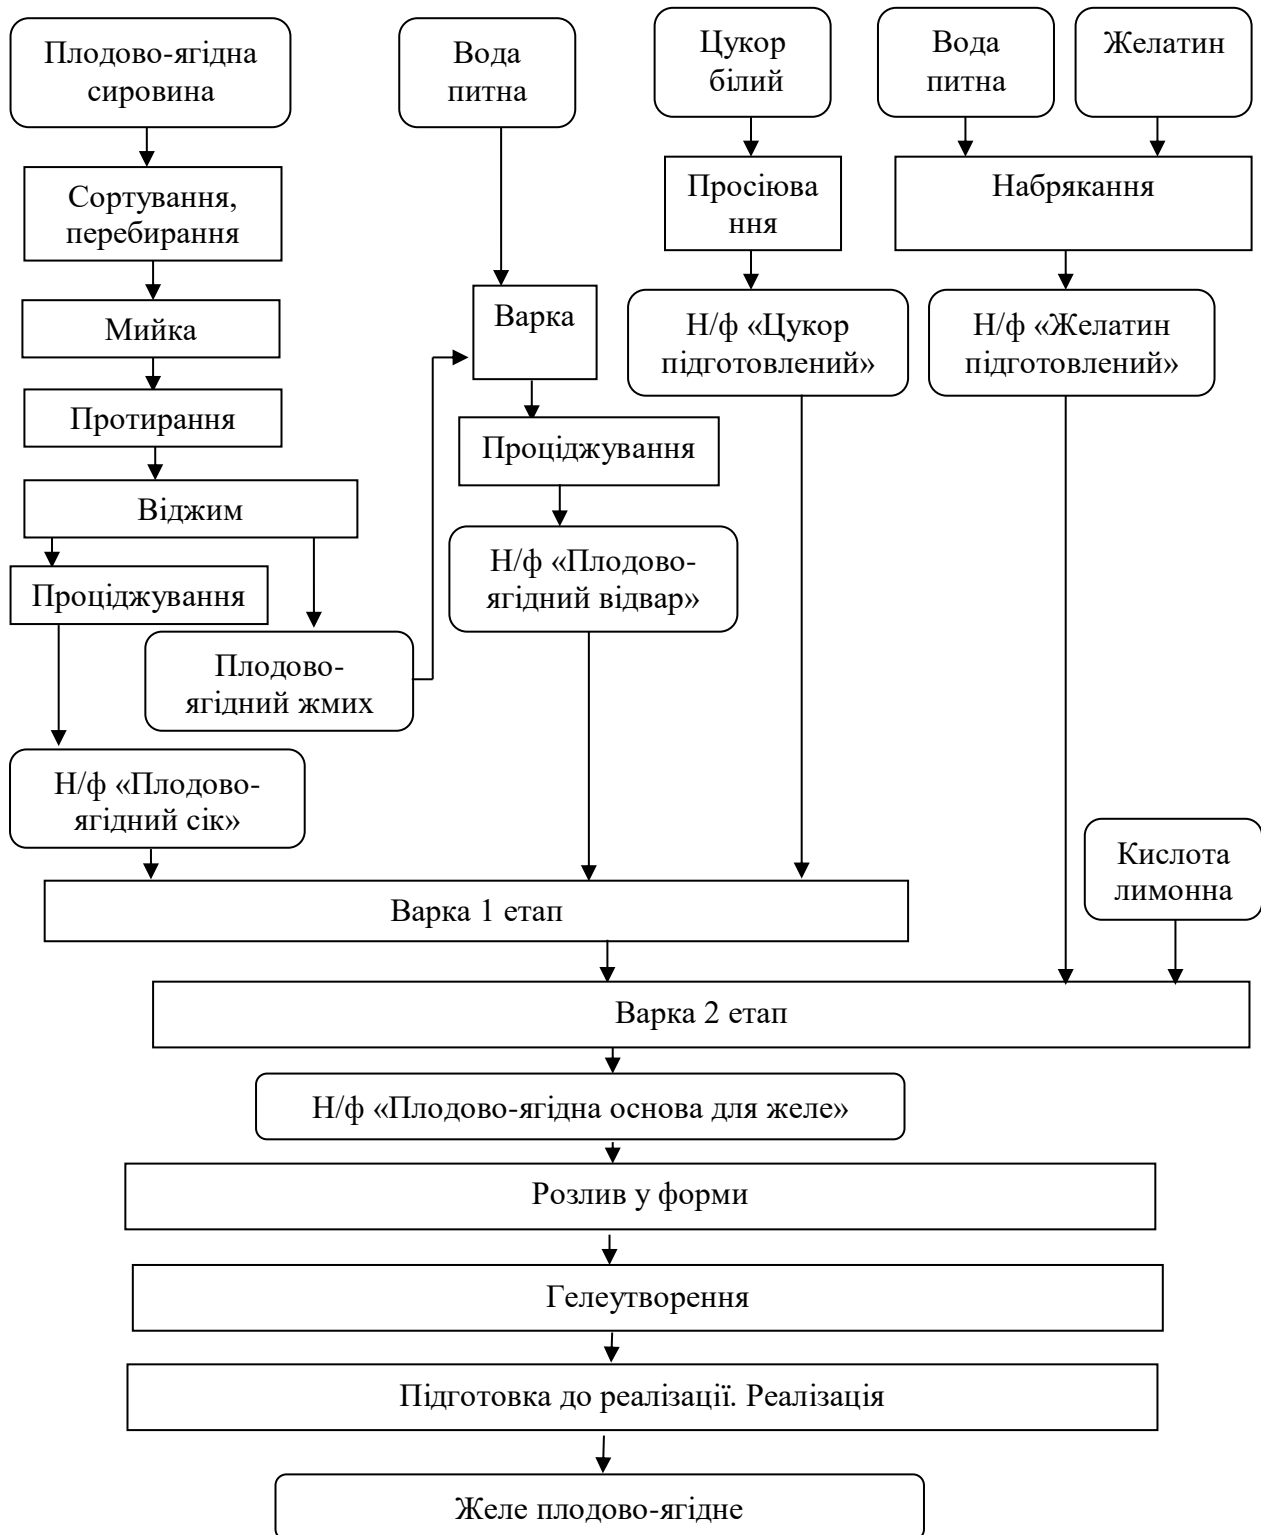 Плодово-ягідна
сировина
Вода
питна
Цукор
білий
Вода
питна
Желатин
Сортування,
перебирання
Просіюва
ння
Набрякання
Мийка
Варка
Н/ф «Цукор
підготовлений»
Н/ф «Желатин
підготовлений»
Протирання
Проціджування
Віджим
Н/ф «Плодово-
ягідний відвар»
Проціджування
Плодово-
ягідний жмих
Н/ф «Плодово-
ягідний сік»
Кислота
лимонна
Варка 1 етап
Варка 2 етап
Н/ф «Плодово-ягідна основа для желе»
Розлив у форми
Гелеутворення
Підготовка до реалізації. Реалізація
Желе плодово-ягідне